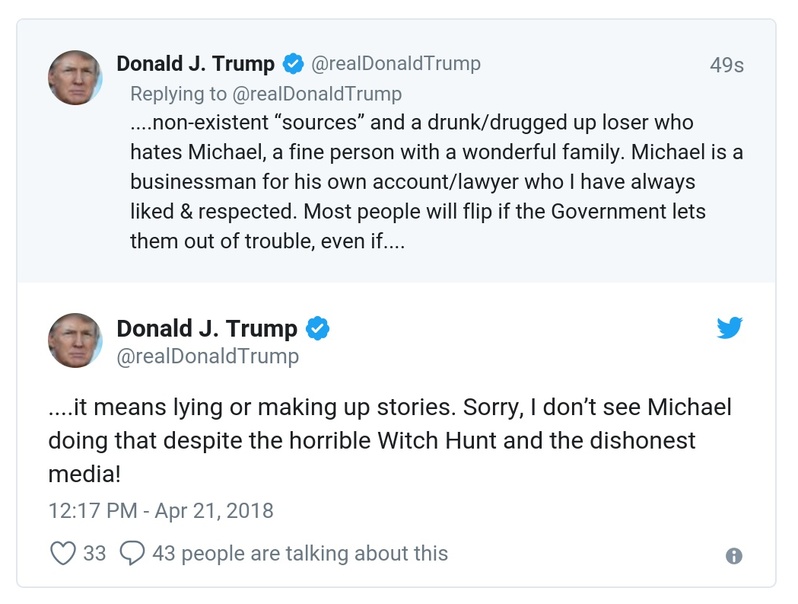 Donald J. Trump @realDonaldTrump 49s
Replying to @realDonaldTrump
....non-existent “sources” and a drunk/drugged up loser who
hates Michael, a fine person with a wonderful family. Michael is a
businessman for his own account/lawyer who I have always
liked & respected. Most people will flip if the Government lets
them out of trouble, even if....
Donald J. Trump
@realDonaldTrump
....it means lying or making up stories. Sorry, I don’t see Michael
doing that despite the horrible Witch Hunt and the dishonest
media!
12:17 PM - Apr 21, 2018
33 43 people are talking about this